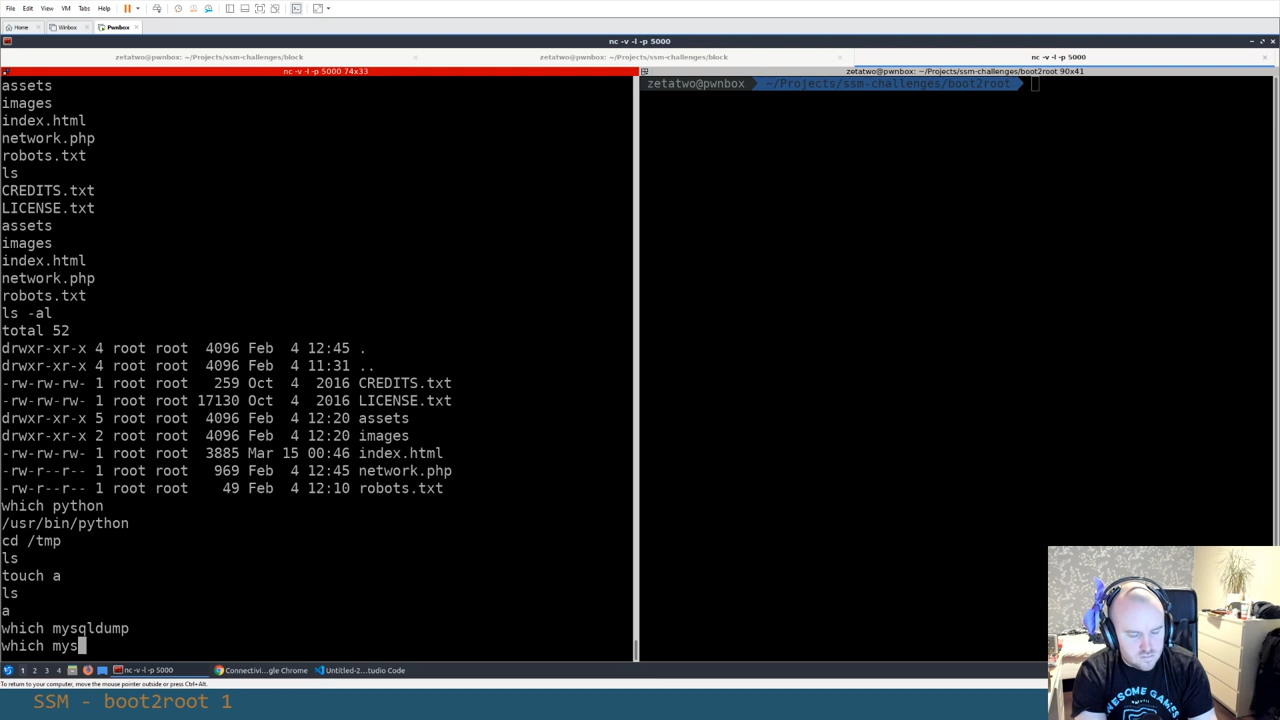 File Edit View VM Tabs Help
Home Winbox Pwnbox
nc -v -l -p 5000
zetatwo@pwnbox: ~/Projects/ssm-challenges/block
zetatwo@pwnbox: ~/Projects/ssm-challenges/block
nc -v -l -p 5000
nc -v -l -p 5000 74x33
zetatwo@pwnbox: ~/Projects/ssm-challenges/boot2root 90x41
zetatwo@pwnbox ~/Projects/ssm-challenges/boot2root
assets
images
index.html
network.php
robots.txt
ls
CREDITS.txt
LICENSE.txt
assets
images
index.html
network.php
robots.txt
ls -al
total 52
drwxr-xr-x 4 root root 4096 Feb 4 12:45 .
drwxr-xr-x 4 root root 4096 Feb 4 11:31 ..
-rw-rw-rw- 1 root root 259 Oct 4 2016 CREDITS.txt
-rw-rw-rw- 1 root root 17130 Oct 4 2016 LICENSE.txt
drwxr-xr-x 5 root root 4096 Feb 4 12:20 assets
drwxr-xr-x 2 root root 4096 Feb 4 12:20 images
-rw-rw-rw- 1 root root 3885 Mar 15 00:46 index.html
-rw-r--r-- 1 root root 969 Feb 4 12:45 network.php
-rw-r--r-- 1 root root 49 Feb 4 12:10 robots.txt
which python
/usr/bin/python
cd /tmp
ls
touch a
ls
a
which mysqldump
which mys
1 2 3 4 nc -v -l -p 5000 Connectivi...gle Chrome Untitled-2...tudio Code
To return to your computer, move the mouse pointer outside or press Ctrl+Alt.
SSM - boot2root 1
AWESOME GAMES